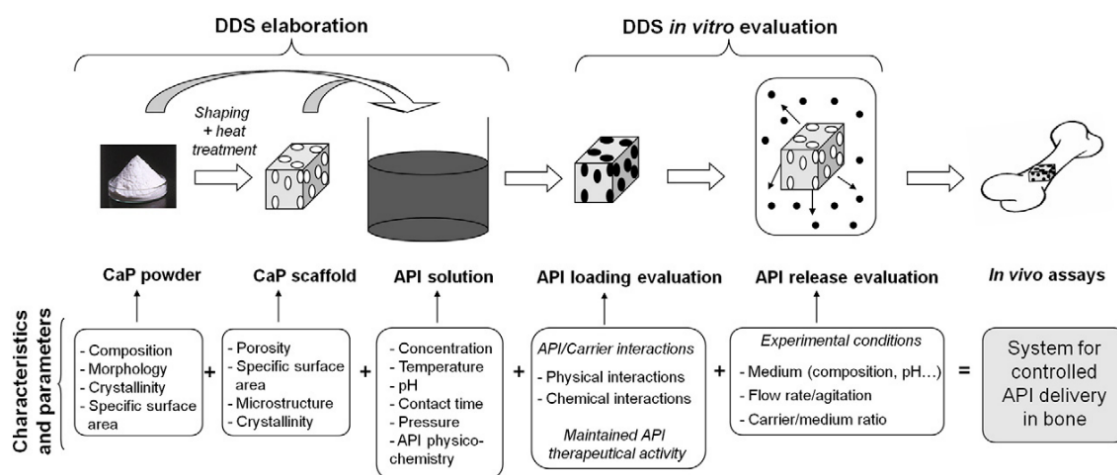 DDS elaboration
DDS in vitro evaluation
Shaping
+ heat
treatment
CaP powder
CaP scaffold
API solution
API loading evaluation
API release evaluation
In vivo assays
Characteristics
and parameters
- Composition
- Morphology
- Crystallinity
- Specific surface
area
+
- Porosity
- Specific surface
area
- Microstructure
- Crystallinity
+
- Concentration
- Temperature
- pH
- Contact time
- Pressure
- API physico-
chemistry
+
API/Carrier interactions
- Physical interactions
- Chemical interactions
Maintained API
therapeutical activity
+
Experimental conditions
- Medium (composition, pH…)
- Flow rate/agitation
- Carrier/medium ratio
=
System for
controlled
API delivery
in bone